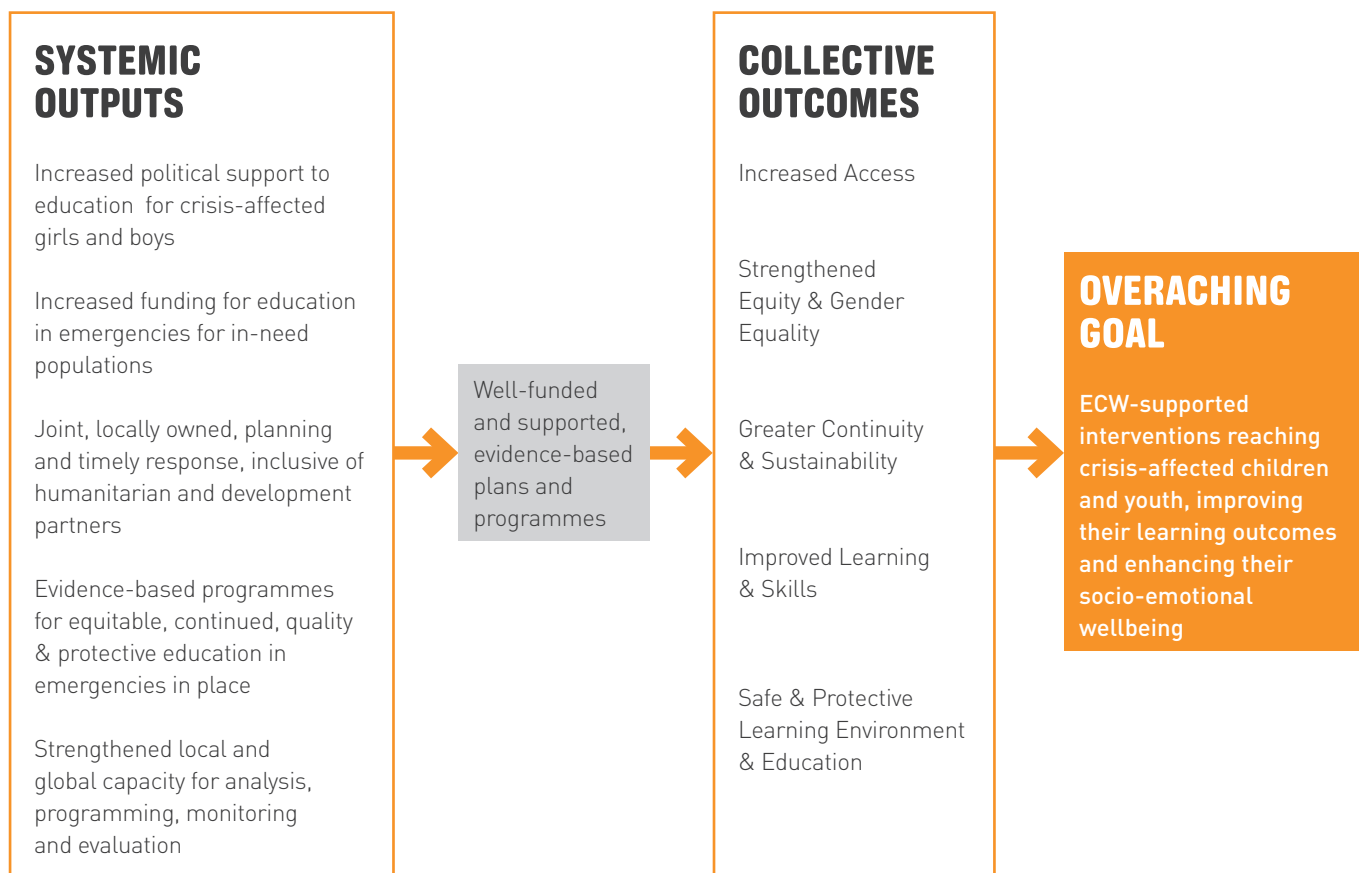 SYSTEMIC
OUTPUTS
Increased political support to
education for crisis-affected
girls and boys
Increased funding for education
in emergencies for in-need
populations
Joint, locally owned, planning
and timely response, inclusive of
humanitarian and development
partners
Evidence-based programmes
for equitable, continued, quality
& protective education in
emergencies in place
Strengthened local and
global capacity for analysis,
programming, monitoring
and evaluation
Well-funded
and supported,
evidence-based
plans and
programmes
COLLECTIVE
OUTCOMES
Increased Access
Strengthened
Equity & Gender
Equality
Greater Continuity
& Sustainability
Improved Learning
& Skills
Safe & Protective
Learning Environment
& Education
OVERACHING
GOAL
ECW-supported
interventions reaching
crisis-affected children
and youth, improving
their learning outcomes
and enhancing their
socio-emotional
wellbeing